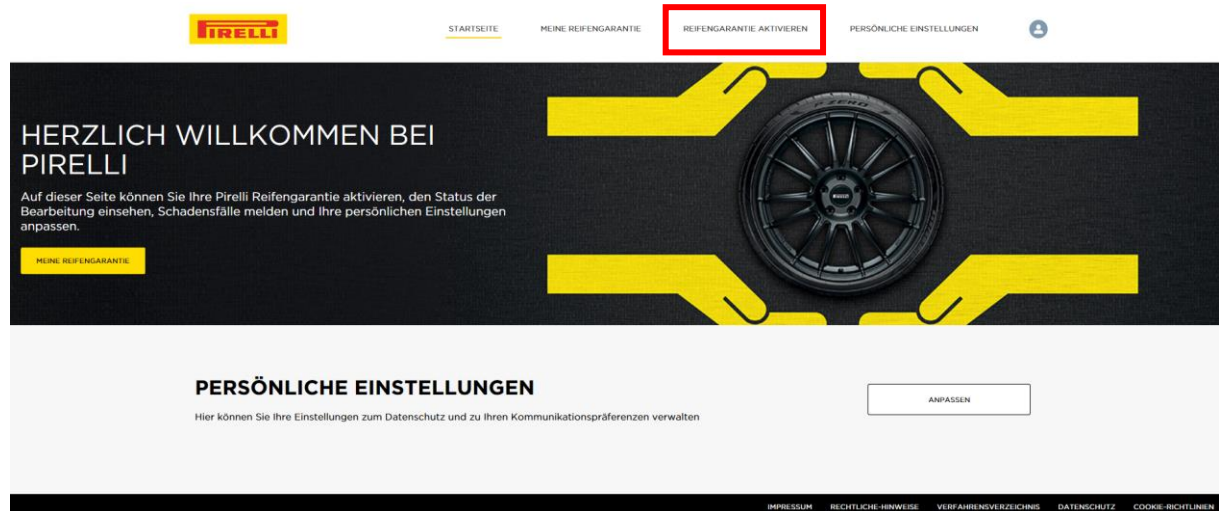 PIRELLI
STARTSEITE
MEINE REIFENGARANTIE
REIFENGARANTIE AKTIVIEREN
PERSÖNLICHE EINSTELLUNGEN
HERZLICH WILLKOMMEN BEI
PIRELLI
Auf dieser Seite können Sie Ihre Pirelli Reifengarantie aktivieren, den Status der
Bearbeitung einsehen, Schadensfälle melden und Ihre persönlichen Einstellungen
anpassen.
MEINE REIFENGARANTIE
P ZERO
PIRELLI
PERSÖNLICHE EINSTELLUNGEN
Hier können Sie Ihre Einstellungen zum Datenschutz und zu Ihren Kommunikationspräferenzen verwalten
ANPASSEN
IMPRESSUM
RECHTLICHE-HINWEISE
VERFAHRENSVERZEICHNIS
DATENSCHUTZ
COOKIE-RICHTLINIEN